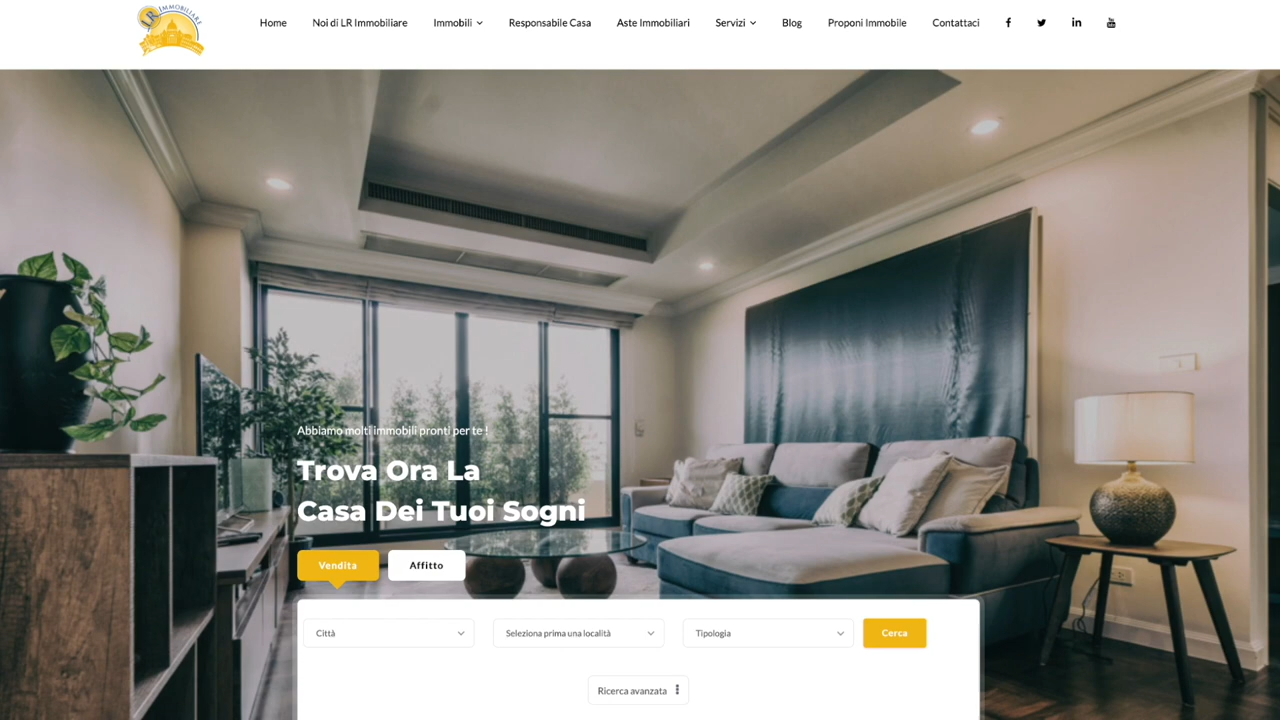 LR IMMOBILIARE
Home
Noi di LR Immobiliare
Immobili
Responsabile Casa
Aste Immobiliari
Servizi
Blog
Proponi Immobile
Contattaci
Abbiamo molti immobili pronti per te !
Trova Ora La
Casa Dei Tuoi Sogni
Vendita
Affitto
Città
Seleziona prima una località
Tipologia
Cerca
Ricerca avanzata